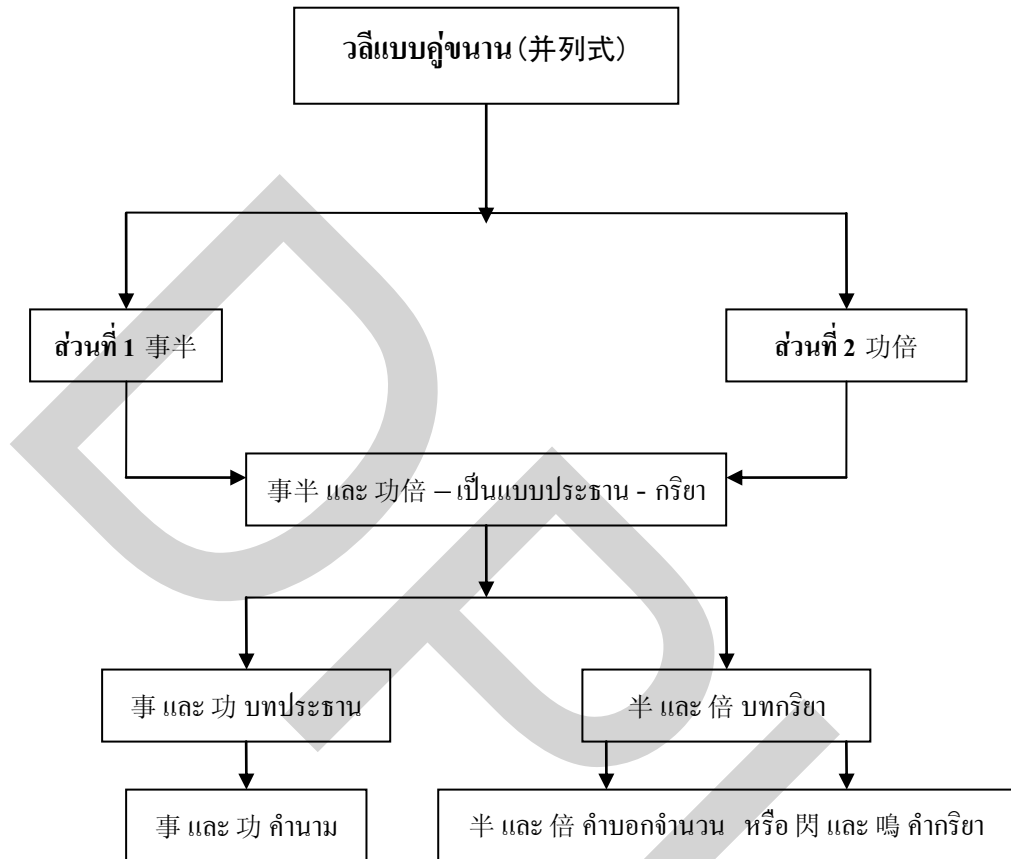 วลีแบบคู่ขนาน (并列式)
ส่วนที่ 1 事半
ส่วนที่ 2 功倍
事半 และ 功倍 – เป็นแบบประธาน - กริยา
事 และ 功 บทประธาน
半 และ 倍 บทกริยา
事 และ 功 คำนาม
半 และ 倍 คำบอกจำนวน หรือ 閃 และ 鳴 คำกริยา